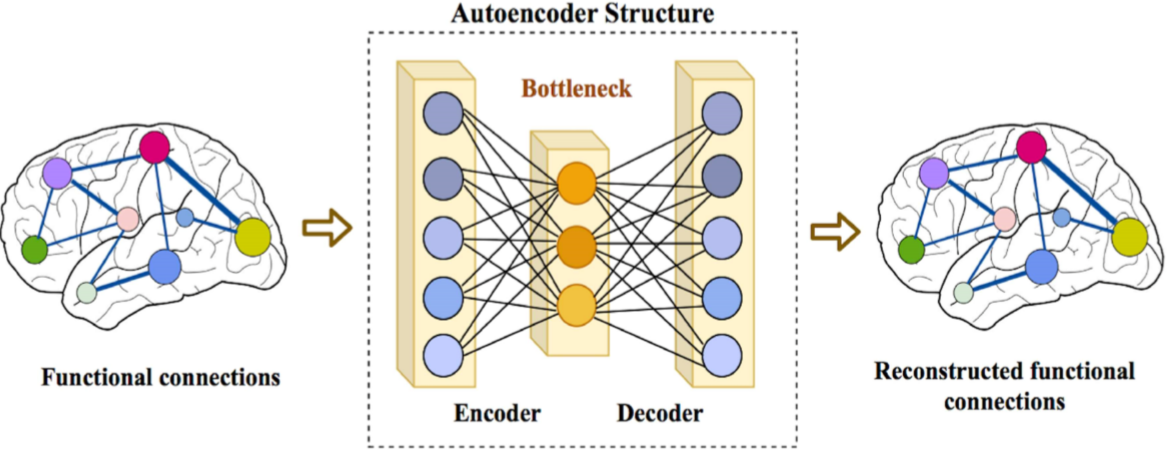 Autoencoder Structure
Bottleneck
Functional connections
Encoder
Decoder
Reconstructed functional
connections